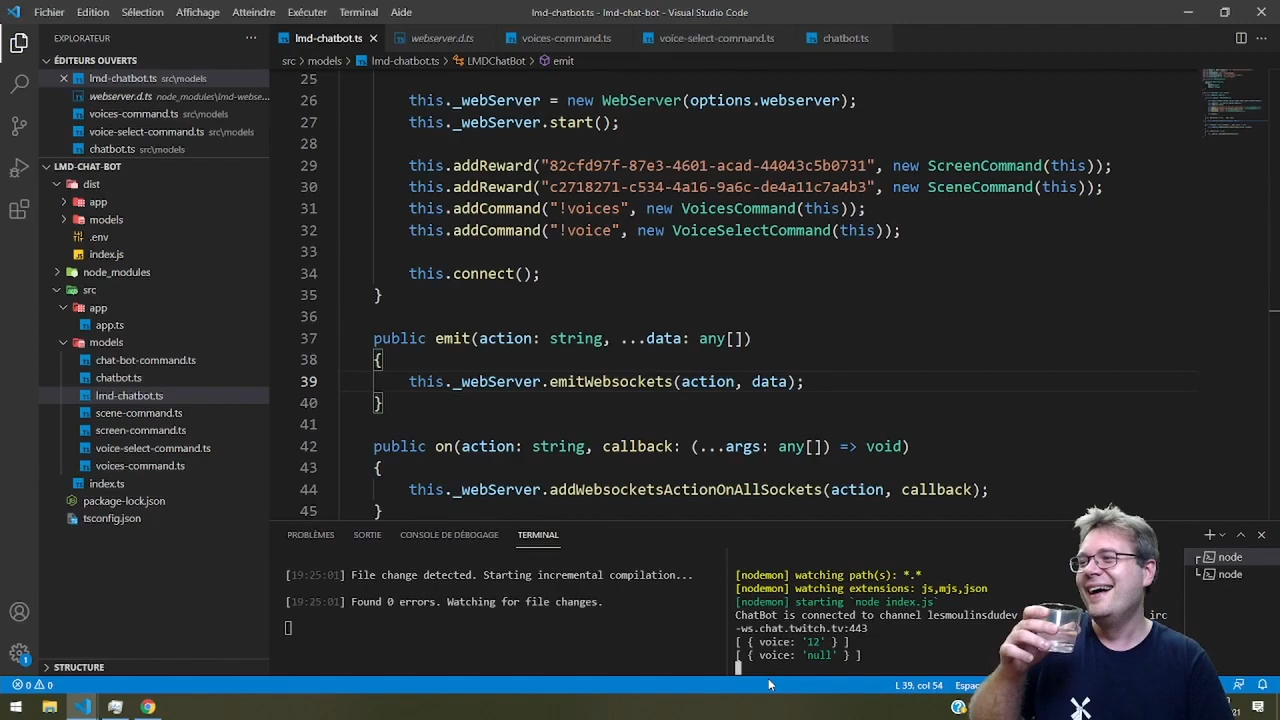 Fichier Edition Sélection Affichage Atteindre Exécuter Terminal Aide
lmd-chatbot.ts - lmd-chat-bot - Visual Studio Code
EXPLORATEUR
lmd-chatbot.ts
webserver.d.ts
voices-command.ts
voice-select-command.ts
chatbot.ts
src > models > lmd-chatbot.ts > LMDChatBot > emit
ÉDITEURS OUVERTS
lmd-chatbot.ts src\models
webserver.d.ts node_modules\lmd-webse...
voices-command.ts src\models
voice-select-command.ts src\models
chatbot.ts src\models
LMD-CHAT-BOT
dist
app
models
.env
index.js
node_modules
src
app
app.ts
models
chat-bot-command.ts
chatbot.ts
lmd-chatbot.ts
scene-command.ts
screen-command.ts
voice-select-command.ts
voices-command.ts
index.ts
package-lock.json
tsconfig.json
STRUCTURE
25
26 this._webServer = new WebServer(options.webserver);
27 this._webServer.start();
28
29 this.addReward("82cfd97f-87e3-4601-acad-44043c5b0731", new ScreenCommand(this));
30 this.addReward("c2718271-c534-4a16-9a6c-de4a11c7a4b3", new SceneCommand(this));
31 this.addCommand("!voices", new VoicesCommand(this));
32 this.addCommand("!voice", new VoiceSelectCommand(this));
33
34 this.connect();
35 }
36
37 public emit(action: string, ...data: any[])
38 {
39 this._webServer.emitWebsockets(action, data);
40 }
41
42 public on(action: string, callback: (...args: any[]) => void)
43 {
44 this._webServer.addWebsocketsActionOnAllSockets(action, callback);
45 }
PROBLÈMES SORTIE CONSOLE DE DÉBOGAGE TERMINAL
[19:25:01] File change detected. Starting incremental compilation...
[19:25:01] Found 0 errors. Watching for file changes.
[nodemon] watching path(s): *.*
[nodemon] watching extensions: js,mjs,json
[nodemon] starting `node index.js`
ChatBot is connected to channel lesmoulinsdudev irc
-ws.chat.twitch.tv:443
[ { voice: '12' } ]
[ { voice: 'null' } ]
node
node
0 0
L 39, col 54
1
21